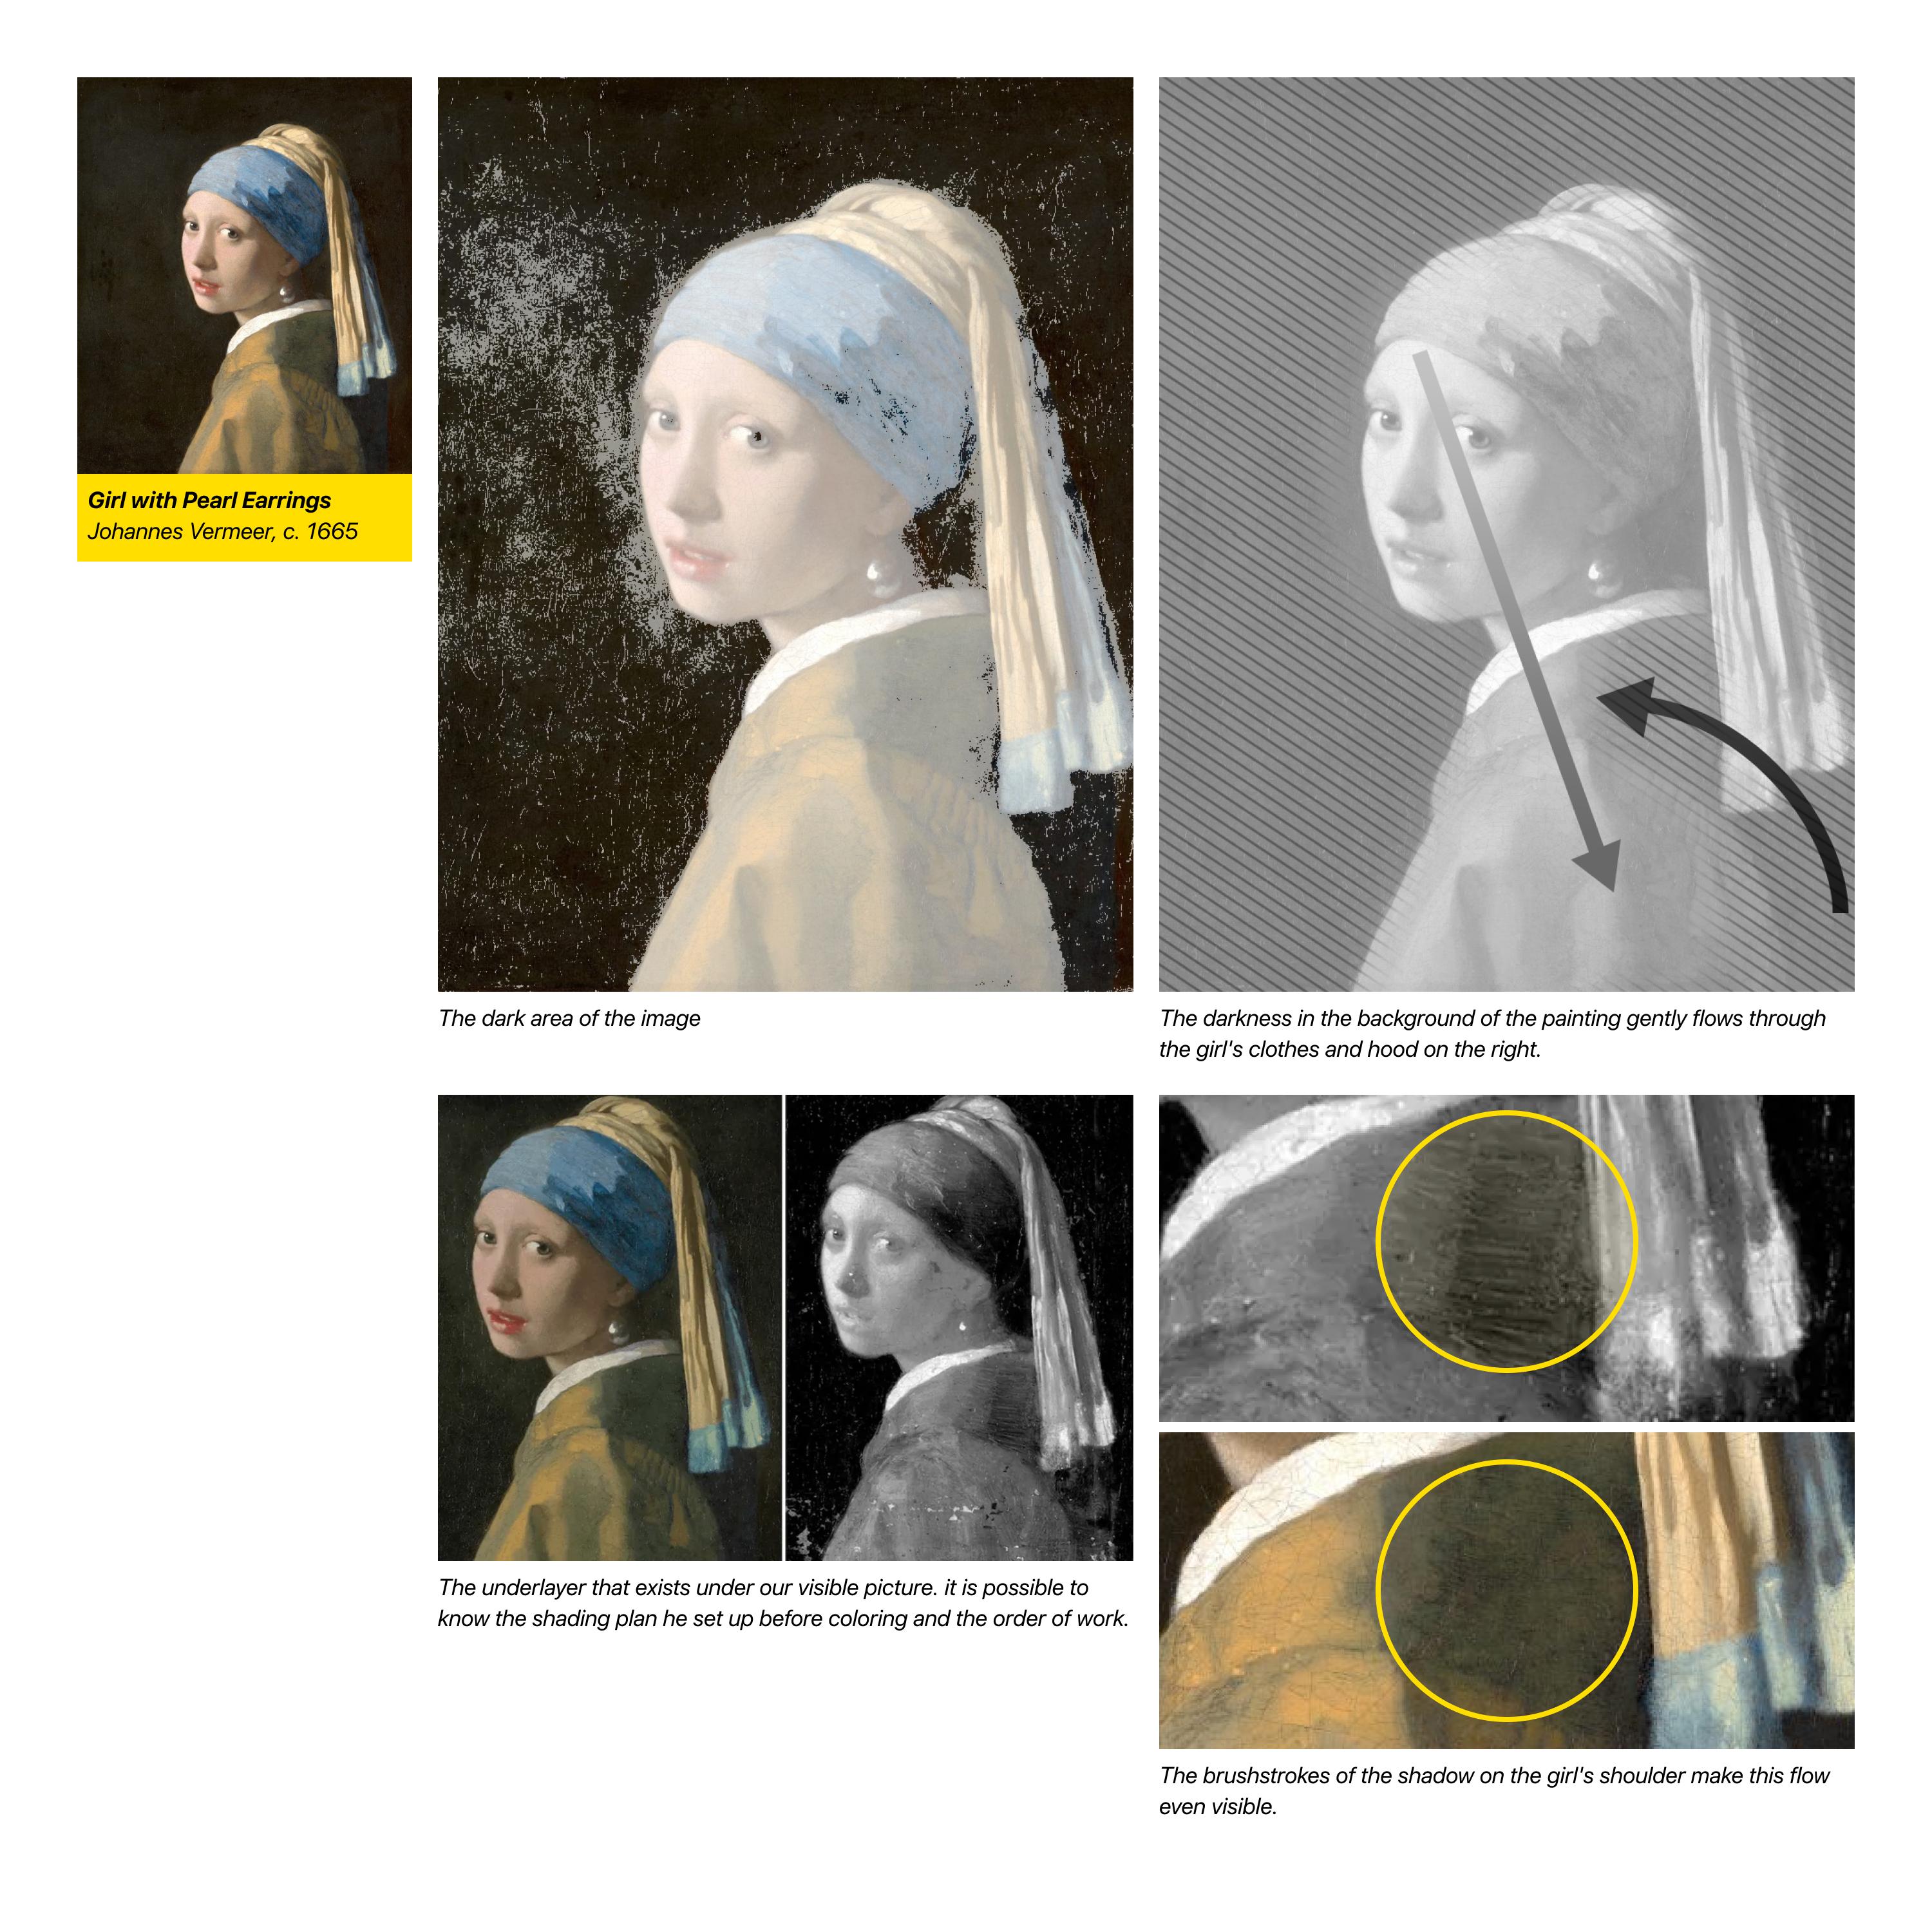 Girl with Pearl Earrings
Johannes Vermeer, c. 1665
The dark area of the image
The darkness in the background of the painting gently flows through
the girl's clothes and hood on the right.
The underlayer that exists under our visible picture. it is possible to
know the shading plan he set up before coloring and the order of work.
The brushstrokes of the shadow on the girl's shoulder make this flow
even visible.